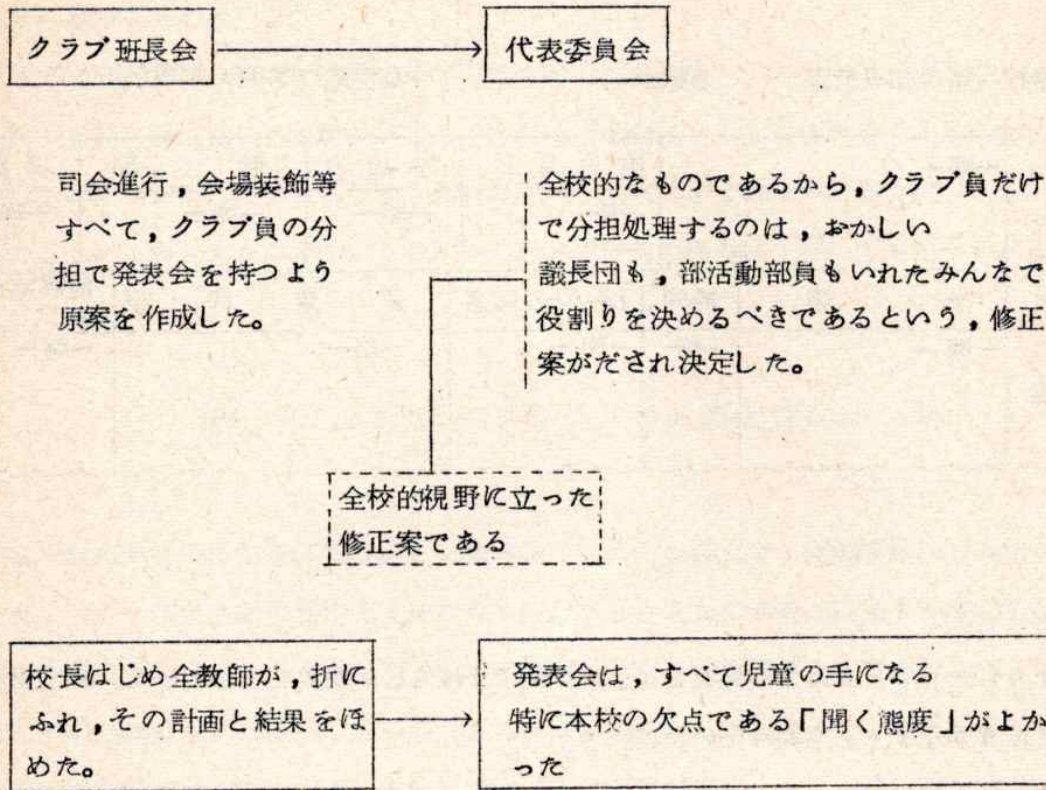 クラブ班長会
代表委員会
司会進行，会場装飾等
すべて，クラブ員の分
担で発表会を持つよう
原案を作成した。
全校的なものであるから，クラブ員だけ
で分担処理するのは，おかしい
議長団も，部活動部員もいれたみんなで
役割りを決めるべきであるという，修正
案がだされ決定した。
全校的視野に立った
修正案である
校長はじめ全教師が，折に
ふれ，その計画と結果をほ
めた。
発表会は，すべて児童の手になる
特に本校の欠点である「聞く態度」がよか
った